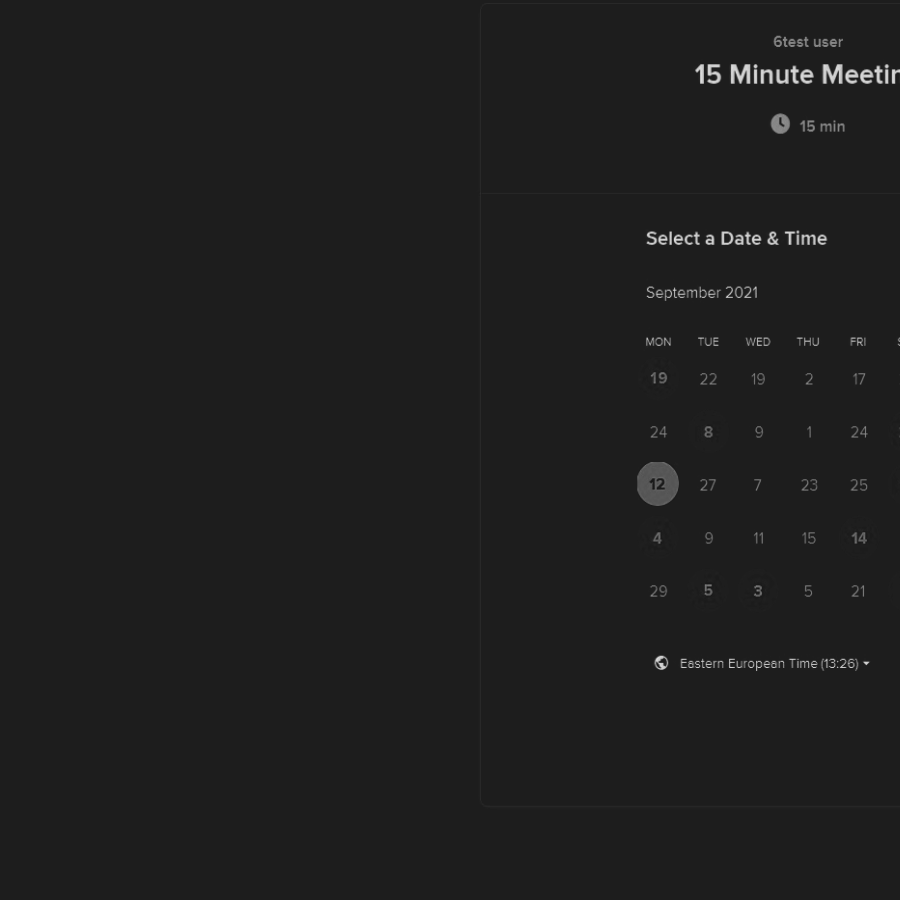 6test user
15 Minute Meetin
15 min
Select a Date & Time
September 2021
MON TUE WED THU FRI S
19 22 19 2 17
24 8 9 1 24
12 27 7 23 25
4 9 11 15 14
29 5 3 5 21
Eastern European Time (13:26)